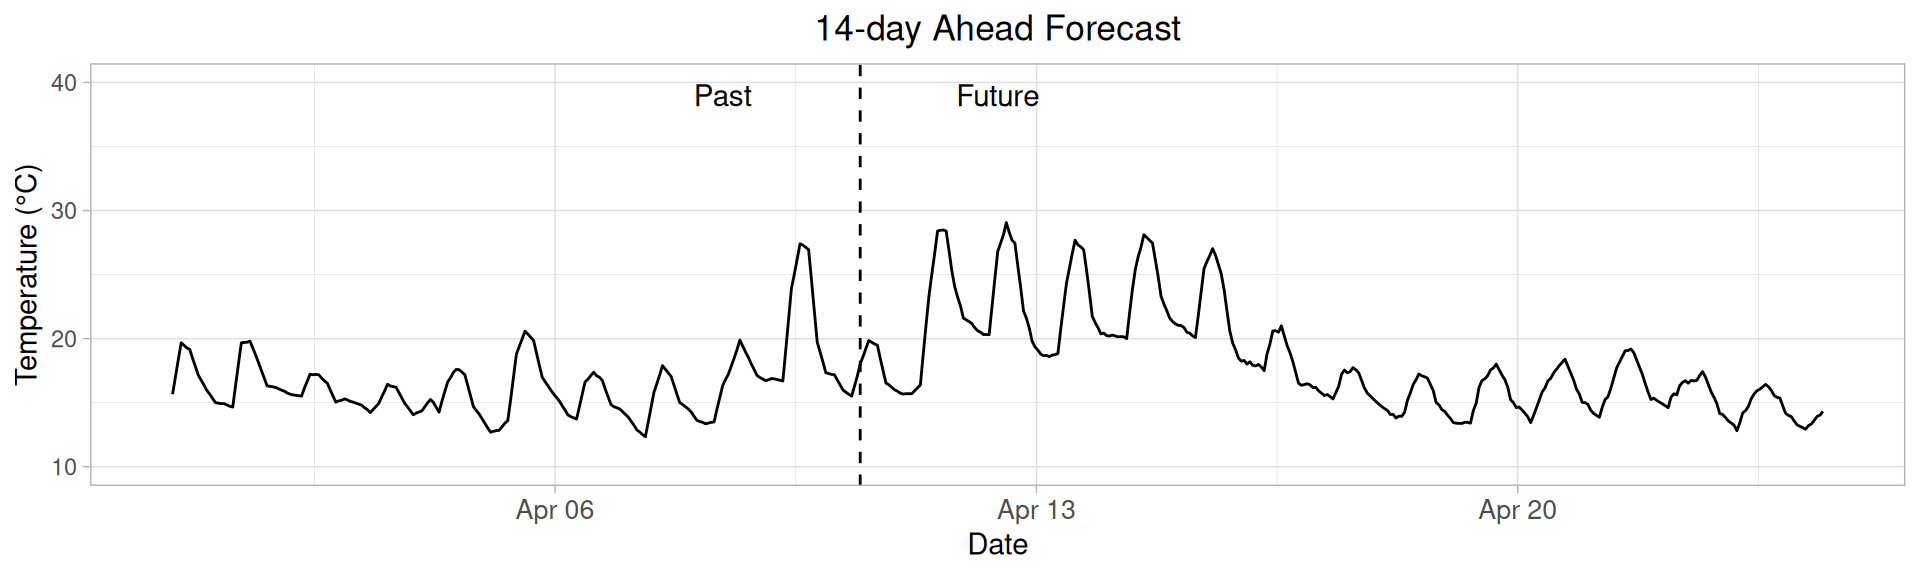 14-day Ahead Forecast
Past
Future
40
30
20
10
Temperature (°C)
Apr 06
Apr 13
Apr 20
Date